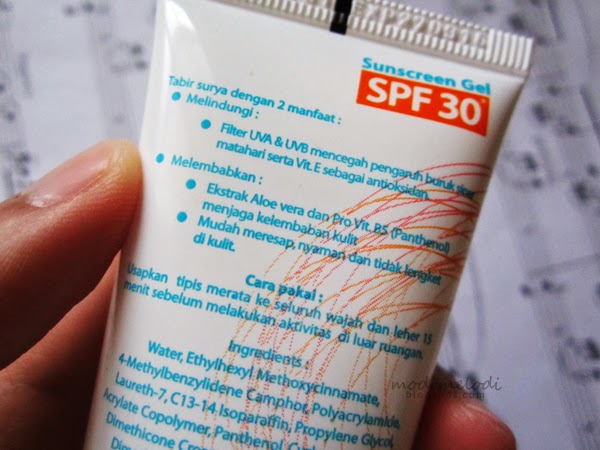 Sunscreen Gel
SPF 30
Tabir surya dengan 2 manfaat :
Melindungi :
Filter UVA & UVB mencegah pengaruh buruk sinar
matahari serta Vit. E sebagai antioksidan.
Melembabkan :
Ekstrak Aloe vera dan Pro Vit. B5 (Panthenol)
menjaga kelembaban kulit
Mudah meresap, nyaman dan tidak lengket
di kulit.
Cara pakai :
Usapkan tipis merata ke seluruh wajah dan leher 15
menit sebelum melakukan aktivitas di luar ruangan.
Ingredients :
Water, Ethylhexyl Methoxycinnamate,
4-Methylbenzylidene Camphor, Polyacrylamide,
Laureth-7, C13-14 Isoparaffin, Propylene Glycol,
Acrylate Copolymer, Panthenol,
Dimethicone